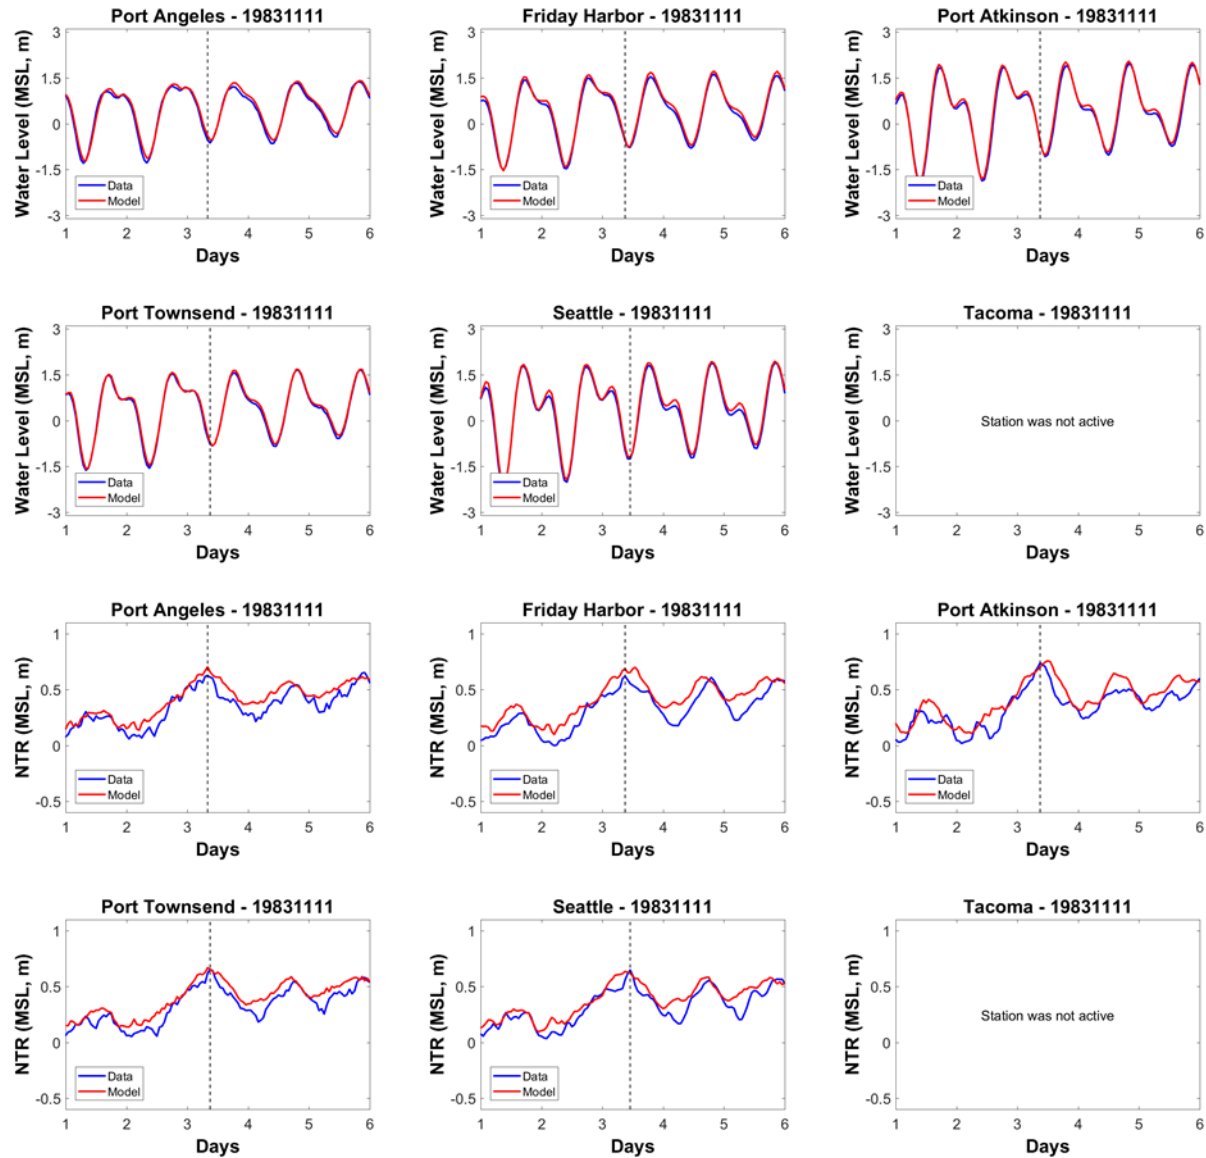 Port Angeles - 19831111
Friday Harbor - 19831111
Port Atkinson - 19831111
Water Level (MSL, m)
3
1.5
0
-1.5
-3
Data
Model
1 2 3 4 5 6
Days
Water Level (MSL, m)
3
1.5
0
-1.5
-3
Data
Model
1 2 3 4 5 6
Days
Water Level (MSL, m)
3
1.5
0
-1.5
-3
Data
Model
1 2 3 4 5 6
Days
Port Townsend - 19831111
Seattle - 19831111
Tacoma - 19831111
Water Level (MSL, m)
3
1.5
0
-1.5
-3
Data
Model
1 2 3 4 5 6
Days
Water Level (MSL, m)
3
1.5
0
-1.5
-3
Data
Model
1 2 3 4 5 6
Days
Water Level (MSL, m)
3
1.5
0
-1.5
-3
Station was not active
1 2 3 4 5 6
Days
Port Angeles - 19831111
Friday Harbor - 19831111
Port Atkinson - 19831111
NTR (MSL, m)
1
0.5
0
-0.5
Data
Model
1 2 3 4 5 6
Days
NTR (MSL, m)
1
0.5
0
-0.5
Data
Model
1 2 3 4 5 6
Days
NTR (MSL, m)
1
0.5
0
-0.5
Data
Model
1 2 3 4 5 6
Days
Port Townsend - 19831111
Seattle - 19831111
Tacoma - 19831111
NTR (MSL, m)
1
0.5
0
-0.5
Data
Model
1 2 3 4 5 6
Days
NTR (MSL, m)
1
0.5
0
-0.5
Data
Model
1 2 3 4 5 6
Days
NTR (MSL, m)
1
0.5
0
-0.5
Station was not active
1 2 3 4 5 6
Days